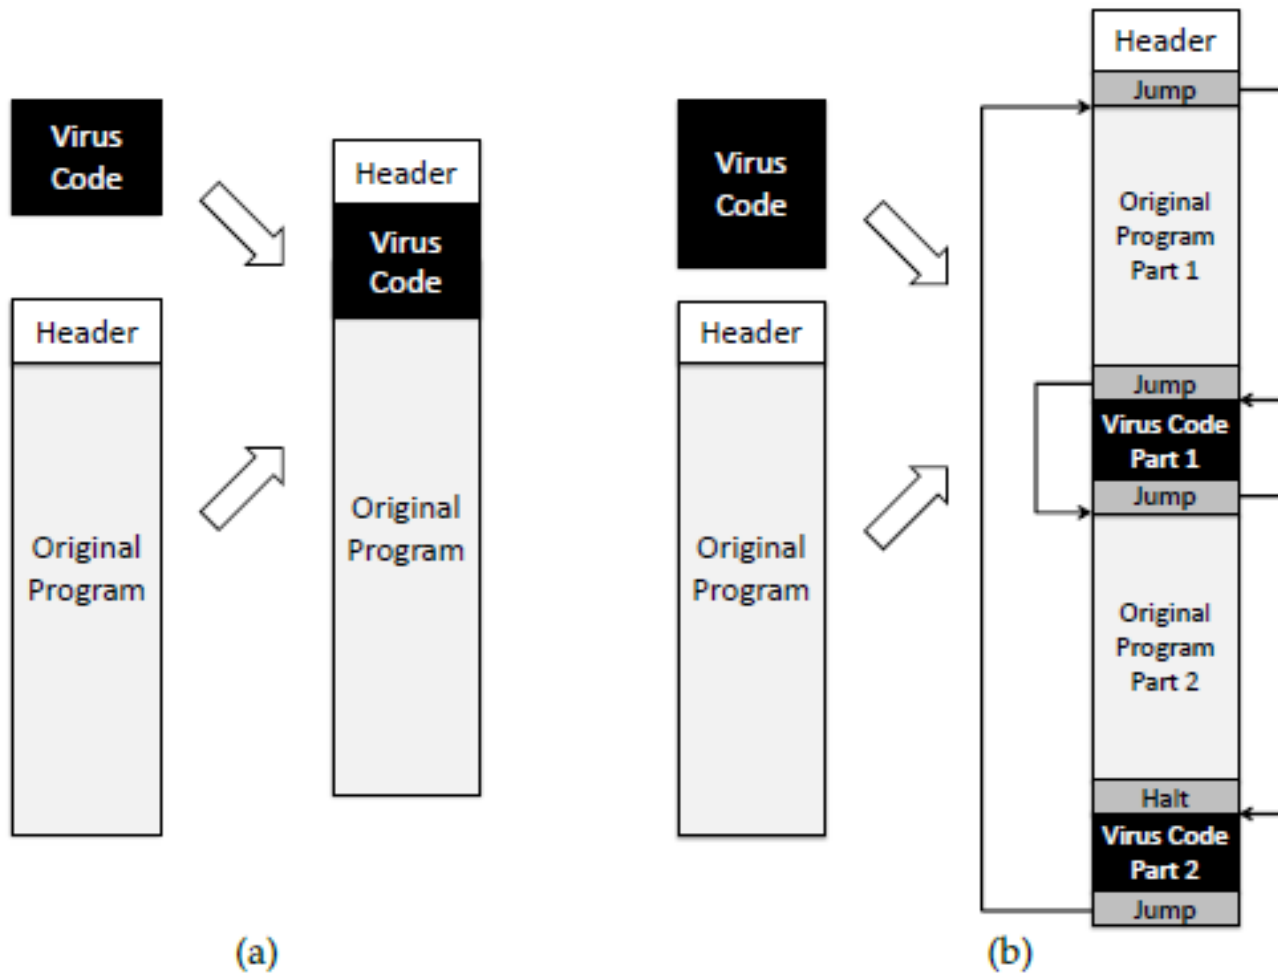 Virus
Code
Header
Original
Program
Header
Virus
Code
Original
Program
(a)
Virus
Code
Header
Original
Program
Header
Jump
Original
Program
Part 1
Jump
Virus Code
Part 1
Jump
Original
Program
Part 2
Halt
Virus Code
Part 2
Jump
(b)